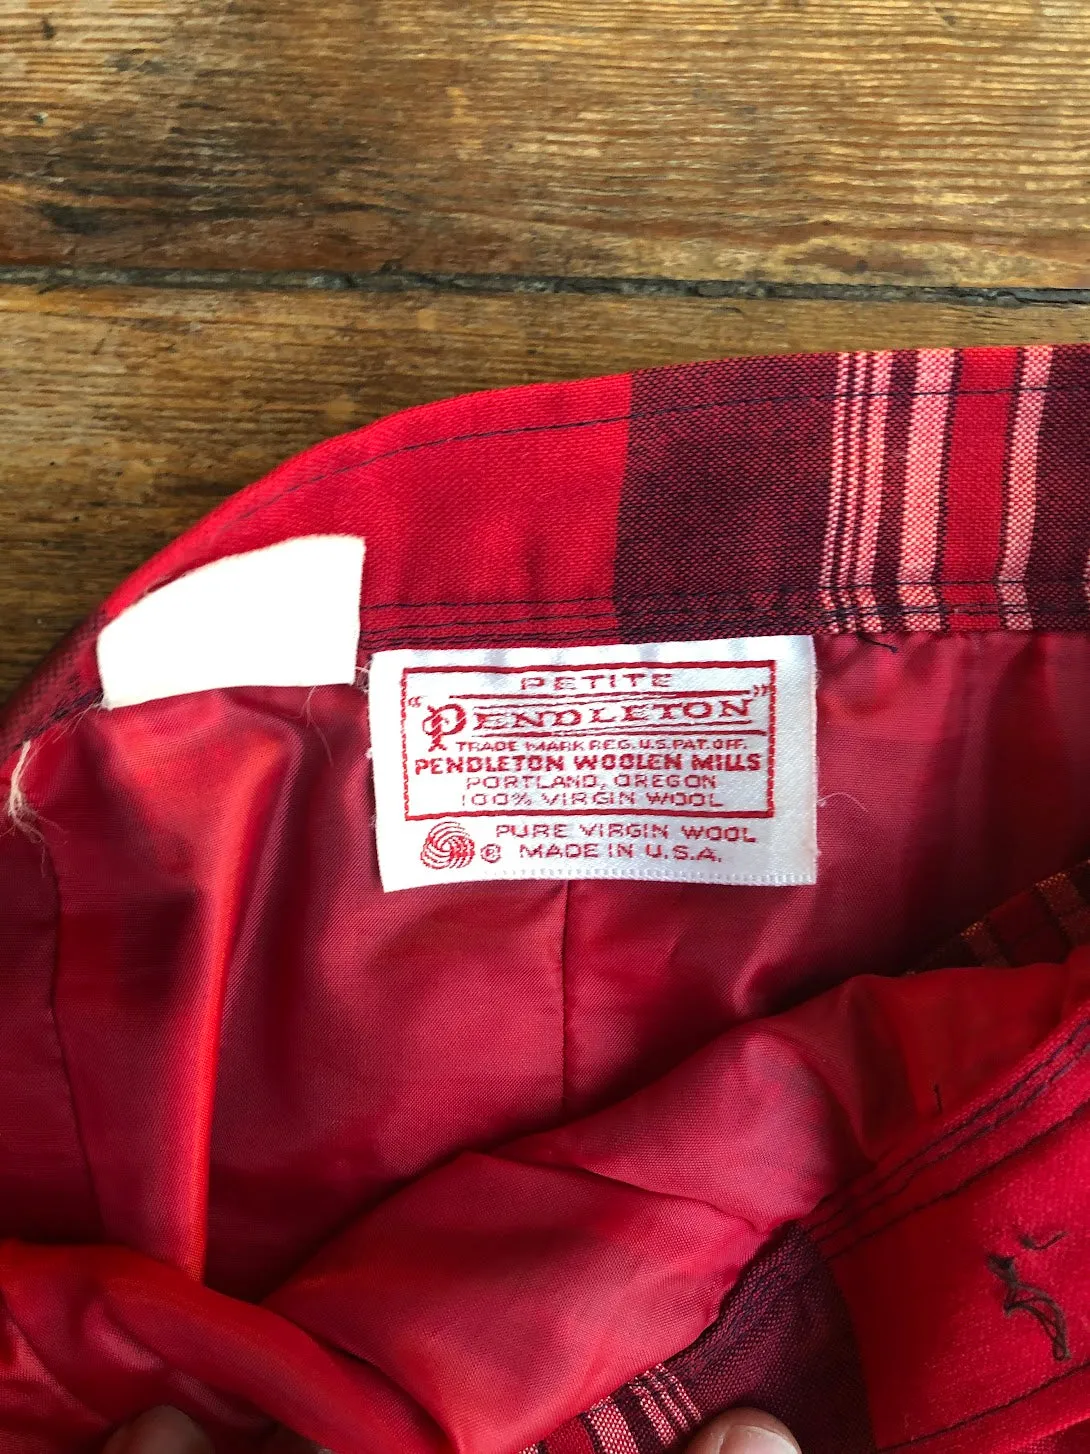 PETITE
"PENDLETON"
TRADE MARK REG. U.S. PAT. OFF.
PENDLETON WOOLEN MILLS
PORTLAND, OREGON
100% VIRGIN WOOL
PURE VIRGIN WOOL
® MADE IN U.S.A.